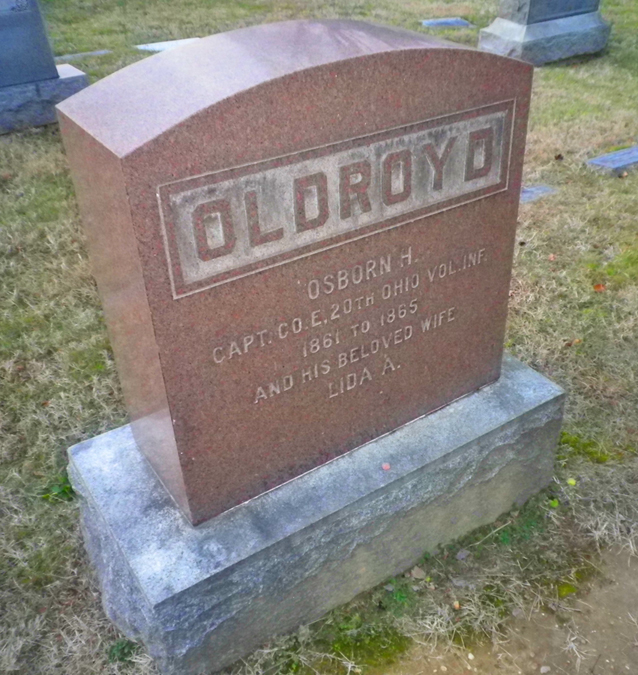 OLDROYD
OSBORN H.
CAPT. CO. E, 20TH OHIO VOL. INF.
1861 TO 1865
AND HIS BELOVED WIFE
LIDA A.